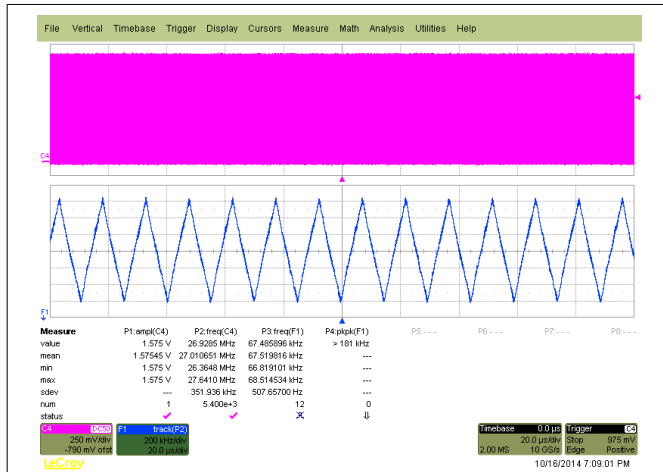 File Vertical Timebase Trigger Display Cursors Measure Math Analysis Utilities Help
C4
F1
Measure P1:ampl(C4) P2:freq(C4) P3:freq(F1) P4:pkpk(F1) P5:- - - P6:- - - P7:- - - P8:- - -
value 1.575 V 26.9285 MHz 67.485896 kHz > 181 kHz
mean 1.57545 V 27.010651 MHz 67.519816 kHz ---
min 1.575 V 26.3648 MHz 66.819101 kHz ---
max 1.575 V 27.6410 MHz 68.514534 kHz ---
sdev --- 351.936 kHz 507.65700 Hz ---
num 1 5.400e+3 12 0
status
C4 DC50 F1 track(P2) Timebase 0.0 µs Trigger C4
250 mV/div 200 kHz/div 20.0 µs/div Stop 975 mV
-790 mV ofst 20.0 µs/div 2.00 MS 10 GS/s Edge Positive
LeCroy 10/16/2014 7:09:01 PM